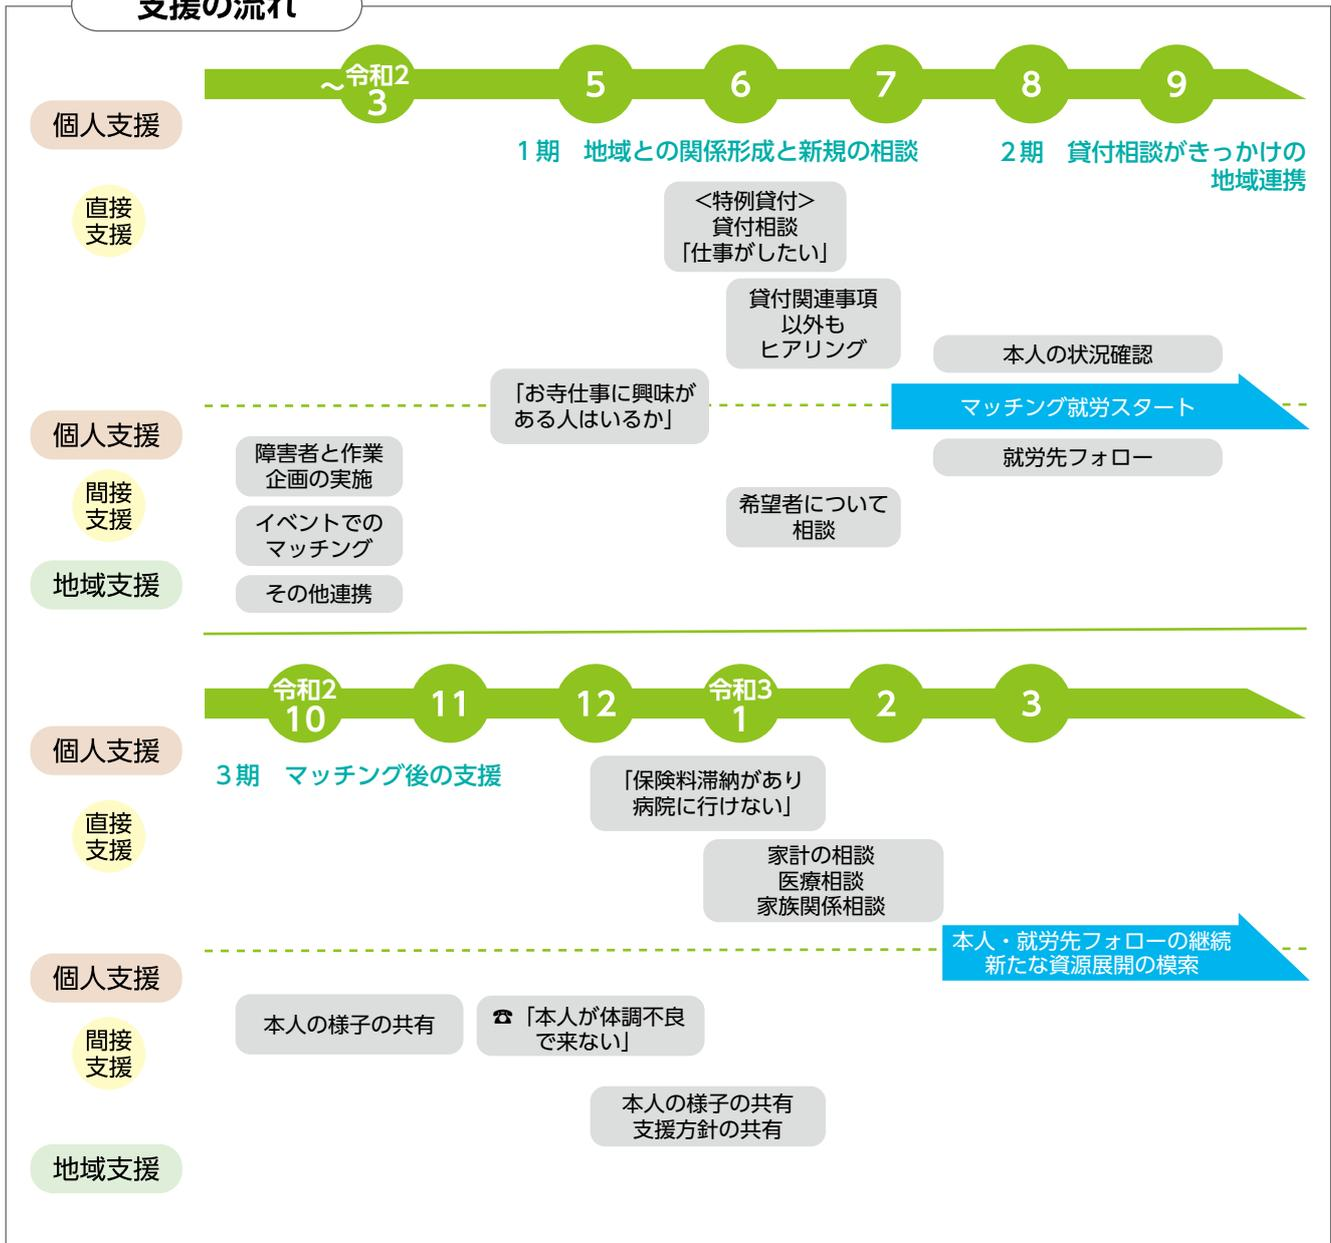 支援の流れ
～令和2
3
5
6
7
8
9
個人支援
1期　地域との関係形成と新規の相談
2期　貸付相談がきっかけの
地域連携
直接
支援
＜特例貸付＞
貸付相談
「仕事がしたい」
貸付関連事項
以外も
ヒアリング
本人の状況確認
「お寺仕事に興味が
ある人はいるか」
マッチング就労スタート
個人支援
障害者と作業
企画の実施
就労先フォロー
間接
支援
イベントでの
マッチング
希望者について
相談
地域支援
その他連携
令和2
10
11
12
令和3
1
2
3
個人支援
3期　マッチング後の支援
「保険料滞納があり
病院に行けない」
直接
支援
家計の相談
医療相談
家族関係相談
本人・就労先フォローの継続
新たな資源展開の模索
個人支援
本人の様子の共有
☎「本人が体調不良
で来ない」
間接
支援
本人の様子の共有
支援方針の共有
地域支援